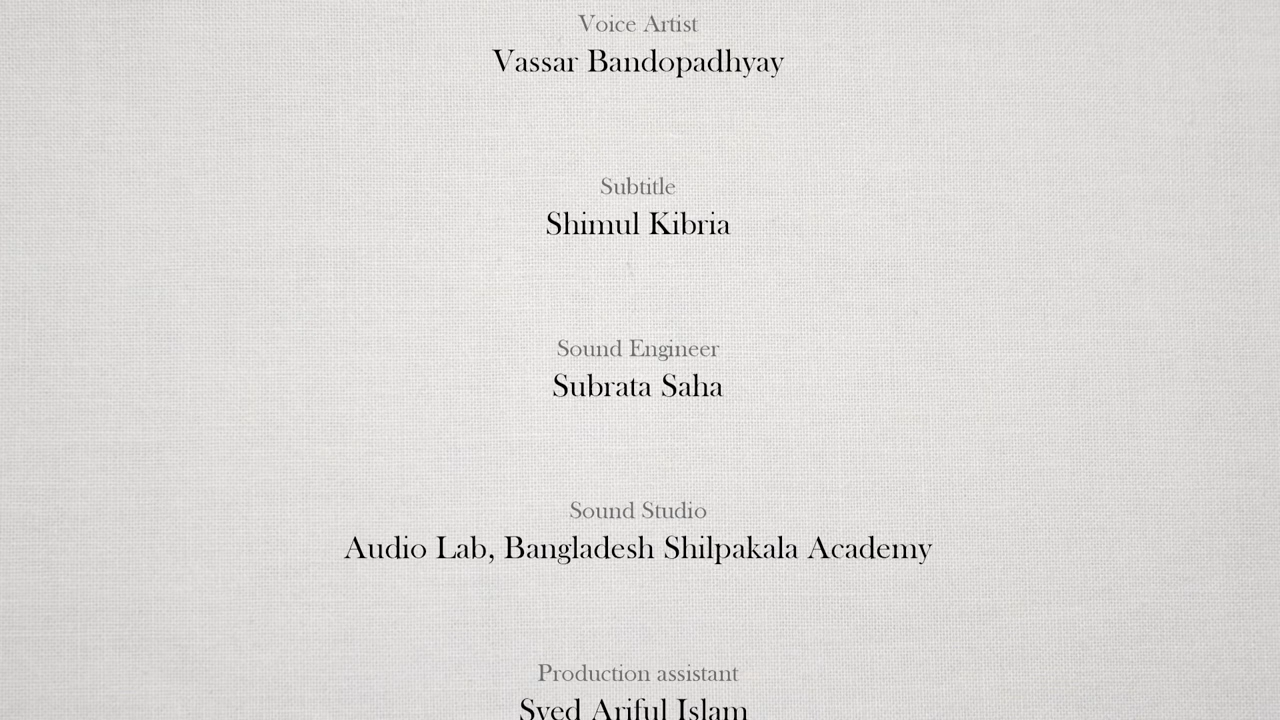 Voice Artist
Vassar Bandopadhyay
Subtitle
Shimul Kibria
Sound Engineer
Subrata Saha
Sound Studio
Audio Lab, Bangladesh Shilpakala Academy
Production assistant
Syed Ariful Islam